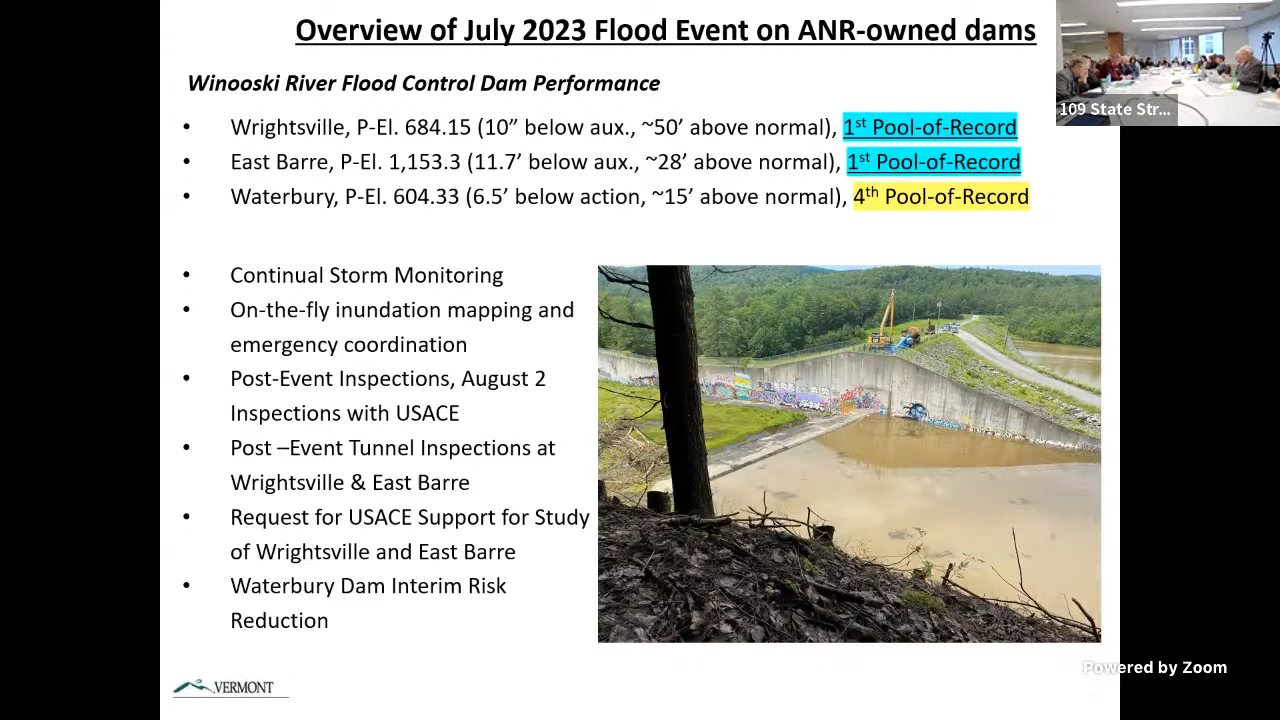 Overview of July 2023 Flood Event on ANR-owned dams
109 State Str...
Winooski River Flood Control Dam Performance
• Wrightsville, P-El. 684.15 (10” below aux., ~50’ above normal), 1st Pool-of-Record
• East Barre, P-El. 1,153.3 (11.7’ below aux., ~28’ above normal), 1st Pool-of-Record
• Waterbury, P-El. 604.33 (6.5’ below action, ~15’ above normal), 4th Pool-of-Record
• Continual Storm Monitoring
• On-the-fly inundation mapping and
emergency coordination
• Post-Event Inspections, August 2
Inspections with USACE
• Post –Event Tunnel Inspections at
Wrightsville & East Barre
• Request for USACE Support for Study
of Wrightsville and East Barre
• Waterbury Dam Interim Risk
Reduction
VERMONT
Powered by Zoom